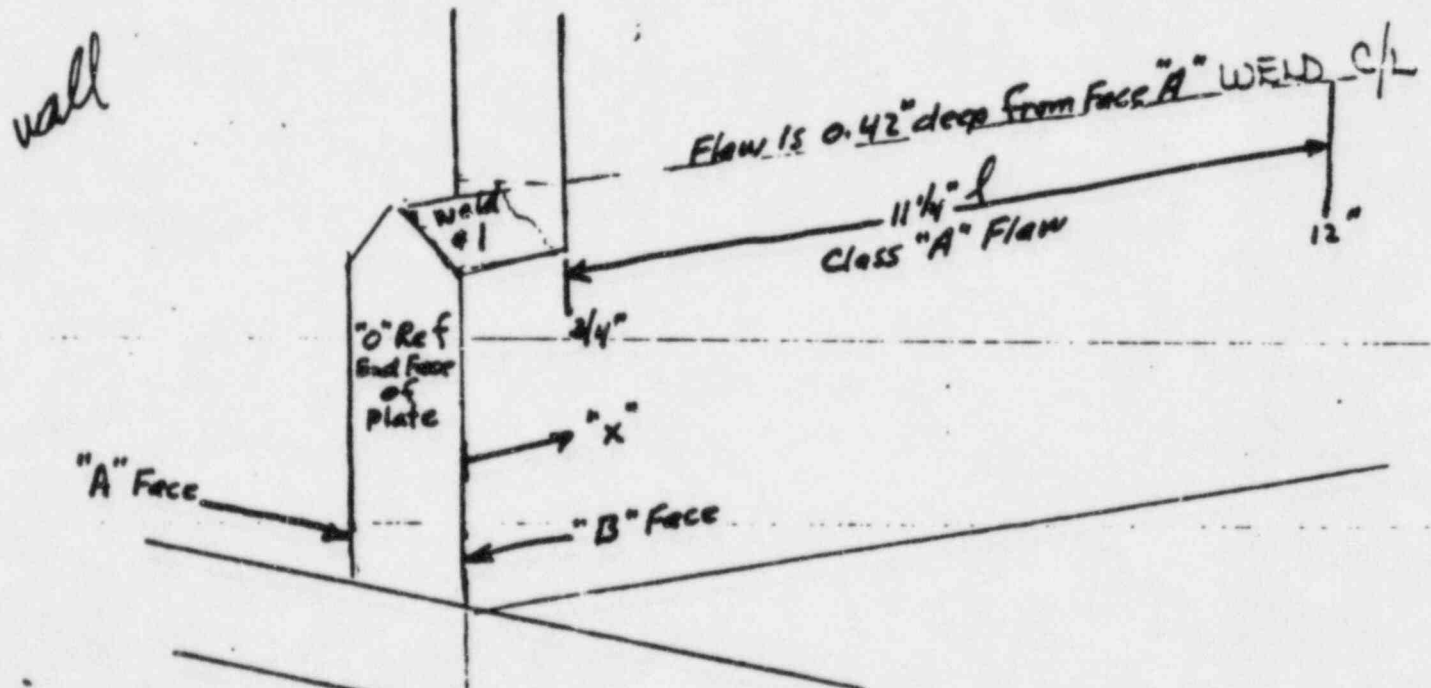 wall
Flaw is 0.42" deep from Face "A" WELD C/L
11 1/4" l
Class "A" Flaw
12"
weld
#1
3/4"
"O" Ref
End Face
of
Plate
"X"
"A" Face
"B" Face